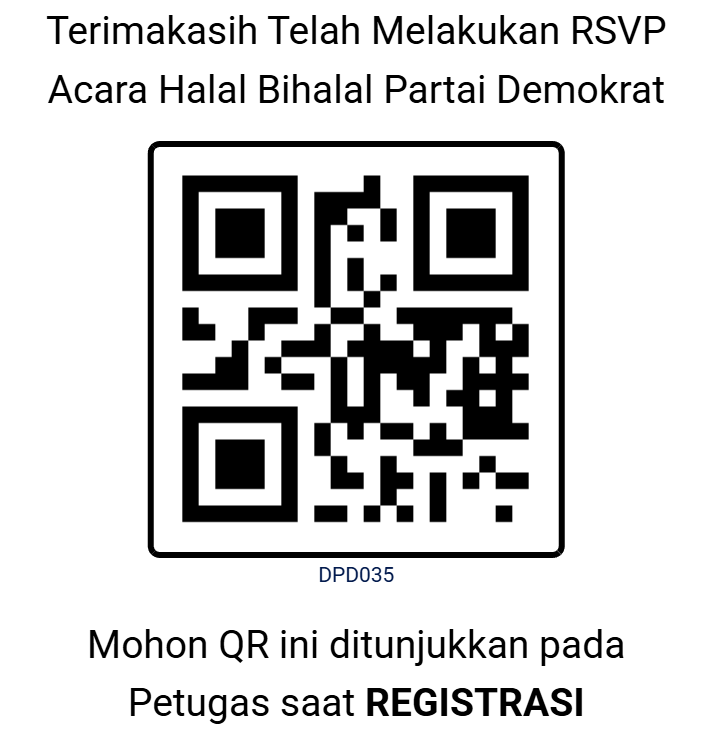 Terimakasih Telah Melakukan RSVP
Acara Halal Bihalal Partai Demokrat
DPD035
Mohon QR ini ditunjukkan pada
Petugas saat REGISTRASI